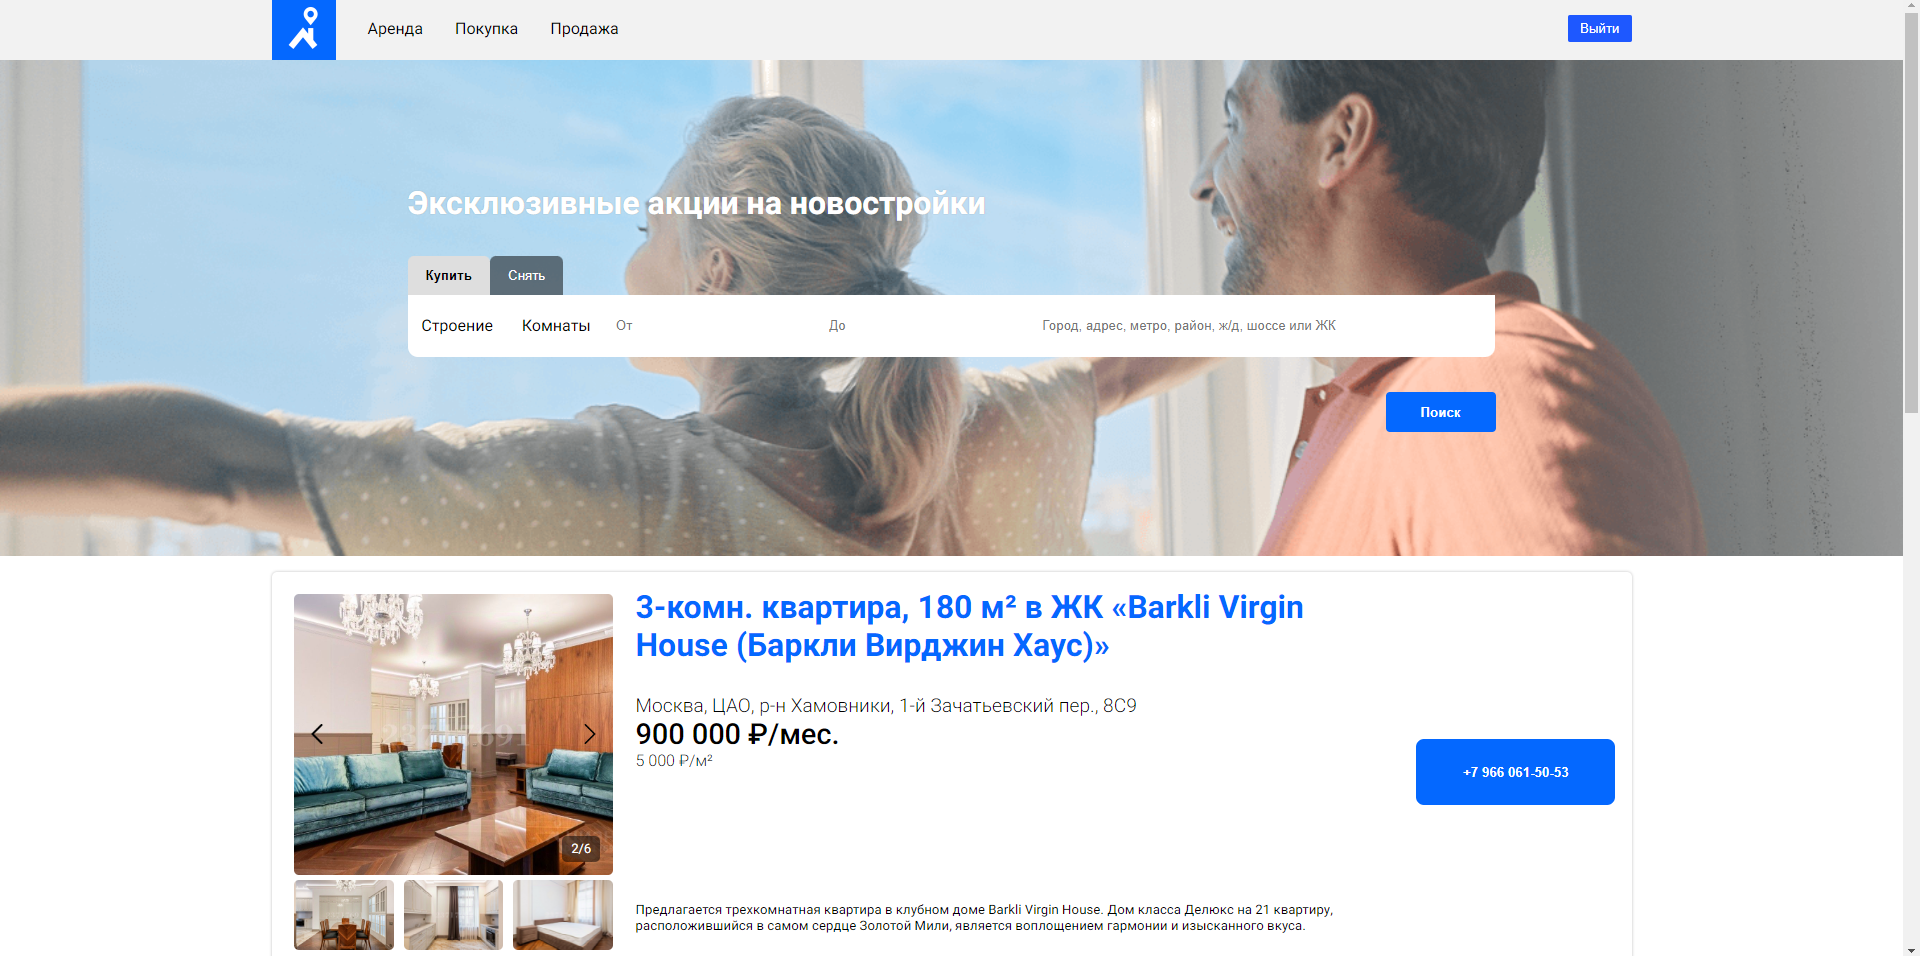 Аренда Покупка Продажа Выйти
Эксклюзивные акции на новостройки
Купить Снять
Строение Комнаты От До Город, адрес, метро, район, ж/д, шоссе или ЖК
Поиск
3-комн. квартира, 180 м² в ЖК «Barkli Virgin
House (Баркли Вирджин Хаус)»
Москва, ЦАО, р-н Хамовники, 1-й Зачатьевский пер., 8С9
900 000 ₽/мес.
5 000 ₽/м²
+7 966 061-50-53
2/6
Предлагается трехкомнатная квартира в клубном доме Barkli Virgin House. Дом класса Делюкс на 21 квартиру,
расположившийся в самом сердце Золотой Мили, является воплощением гармонии и изысканного вкуса.